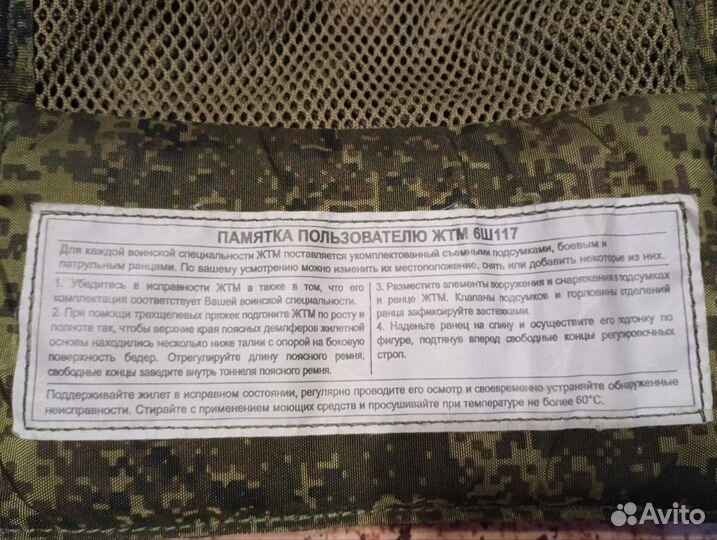 ПАМЯТКА ПОЛЬЗОВАТЕЛЮ ЖТМ 6Ш117
Для каждой воинской специальности ЖТМ поставляется укомплектованный съемными подсумками, боевым и
патрульным ранцами. По вашему усмотрению можно изменить их местоположение, снять или добавить некоторые из них.
1. Убедитесь в исправности ЖТМ а также в том, что его
комплектация соответствует Вашей воинской специальности.
2. При помощи трехщелевых пряжек подгоните ЖТМ по росту и
полноте так, чтобы верхние края поясных демпферов жилетной
основы находились несколько ниже талии с опорой на боковую
поверхность бедер. Отрегулируйте длину поясного ремня,
свободные концы заведите внутрь тоннеля поясного ремня.
3. Разместите элементы вооружения и снаряжения в подсумках
и ранце ЖТМ. Клапаны подсумков и горловины отделений
ранца зафиксируйте застежками.
4. Наденьте ранец на спину и осуществите его подгонку по
фигуре, подтянув вперед свободные концы регулировочных
строп.
Поддерживайте жилет в исправном состоянии, регулярно проводите его осмотр и своевременно устраняйте обнаруженные
неисправности. Стирайте с применением моющих средств и просушивайте при температуре не более 60°С.
Avito